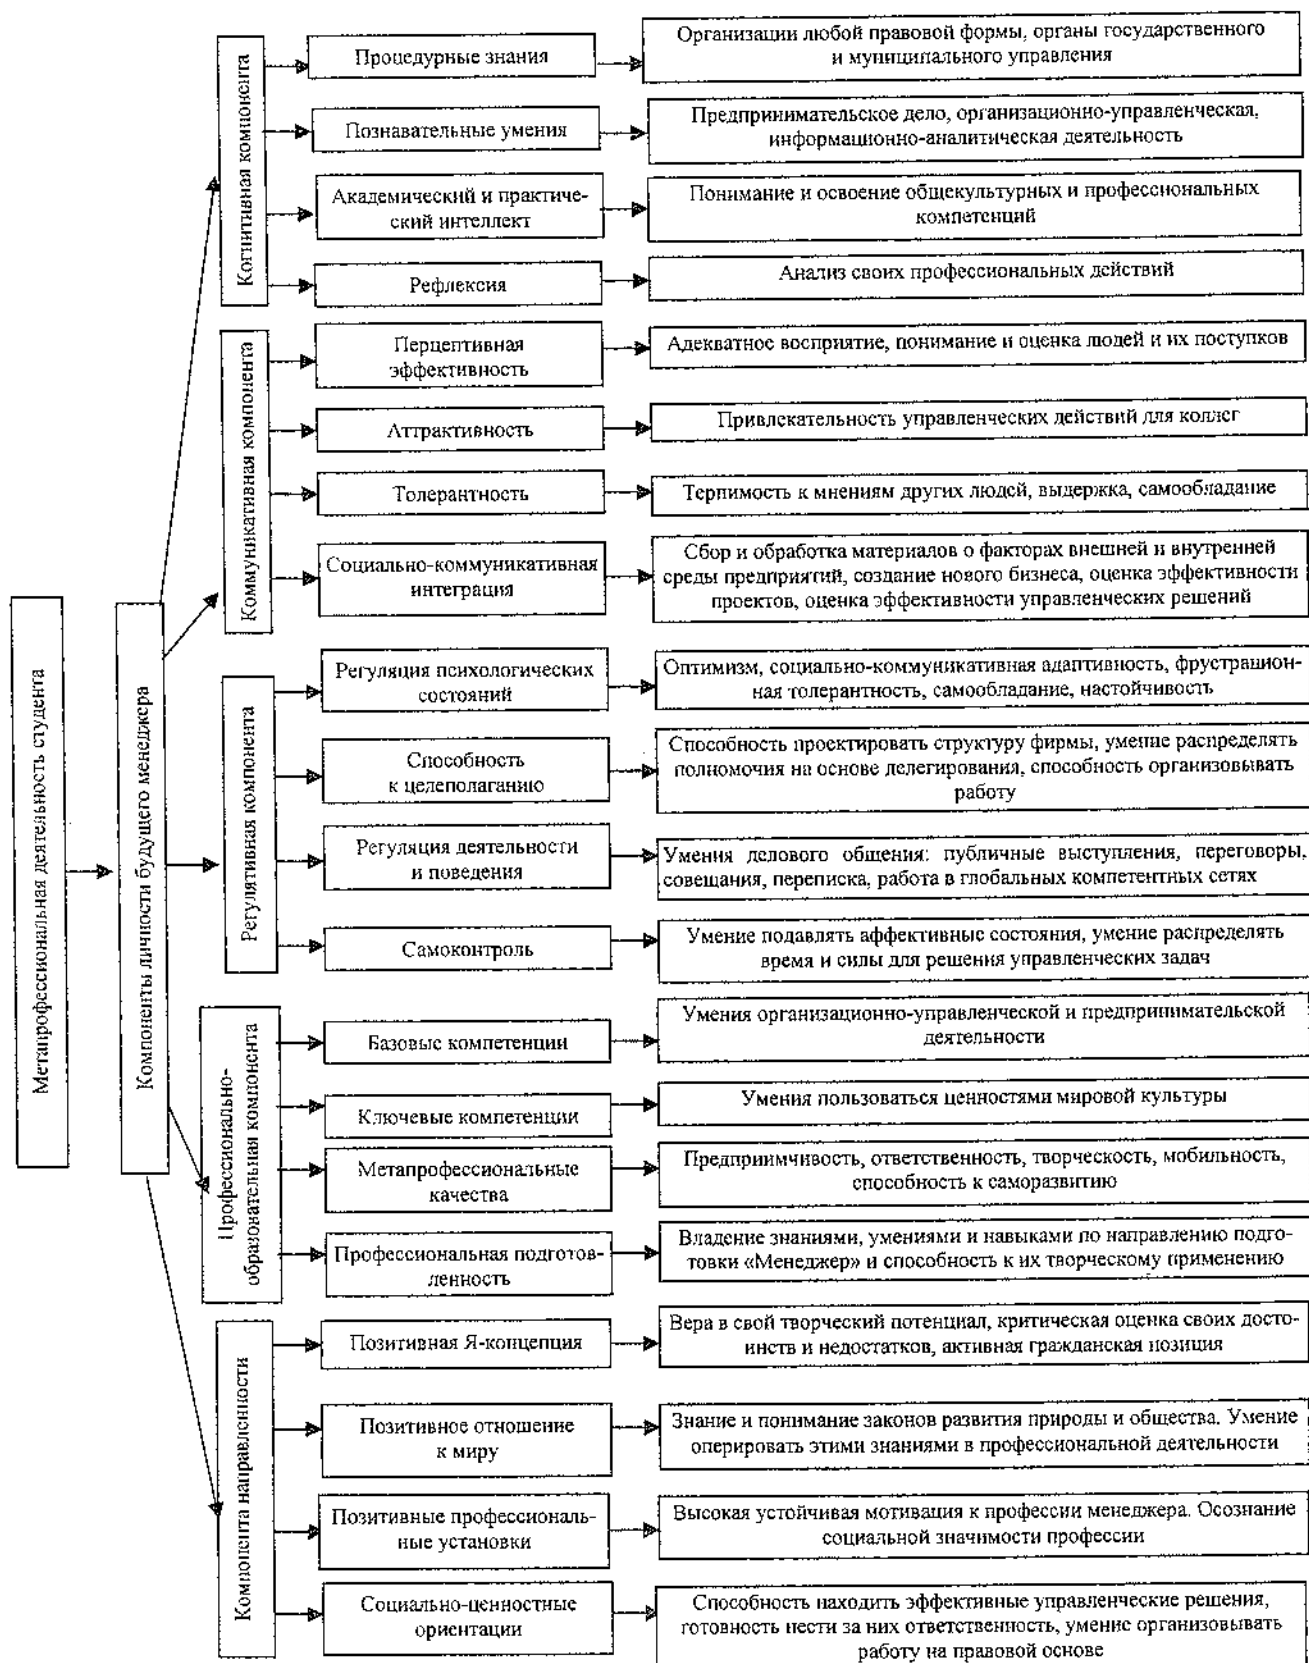 Метапрофессиональная деятельность студента
Компоненты личности будущего менеджера
Когнитивная компонента
Процедурные знания
Организации любой правовой формы, органы государственного
и муниципального управления
Познавательные умения
Предпринимательское дело, организационно-управленческая,
информационно-аналитическая деятельность
Академический и практиче-
ский интеллект
Понимание и освоение общекультурных и профессиональных
компетенций
Рефлексия
Анализ своих профессиональных действий
Коммуникативная компонента
Перцептивная
эффективность
Адекватное восприятие, понимание и оценка людей и их поступков
Аттрактивность
Привлекательность управленческих действий для коллег
Толерантность
Терпимость к мнениям других людей, выдержка, самообладание
Социально-коммуникативная
интеграция
Сбор и обработка материалов о факторах внешней и внутренней
среды предприятий, создание нового бизнеса, оценка эффективности
проектов, оценка эффективности управленческих решений
Регулятивная компонента
Регуляция психологических
состояний
Оптимизм, социально-коммуникативная адаптивность, фрустрацион-
ная толерантность, самообладание, настойчивость
Способность
к целеполаганию
Способность проектировать структуру фирмы, умение распределять
полномочия на основе делегирования, способность организовывать
работу
Регуляция деятельности
и поведения
Умения делового общения: публичные выступления, переговоры,
совещания, переписка, работа в глобальных компетентных сетях
Самоконтроль
Умение подавлять аффективные состояния, умение распределять
время и силы для решения управленческих задач
Профессионально-
образовательная компонента
Базовые компетенции
Умения организационно-управленческой и предпринимательской
деятельности
Ключевые компетенции
Умения пользоваться ценностями мировой культуры
Метапрофессиональные
качества
Предприимчивость, ответственность, творческость, мобильность,
способность к саморазвитию
Профессиональная подготов-
ленность
Владение знаниями, умениями и навыками по направлению подго-
товки «Менеджер» и способность к их творческому применению
Компонента направленности
Позитивная Я-концепция
Вера в свой творческий потенциал, критическая оценка своих досто-
инств и недостатков, активная гражданская позиция
Позитивное отношение
к миру
Знание и понимание законов развития природы и общества. Умение
оперировать этими знаниями в профессиональной деятельности
Позитивные профессиональ-
ные установки
Высокая устойчивая мотивация к профессии менеджера. Осознание
социальной значимости профессии
Социально-ценностные
ориентации
Способность находить эффективные управленческие решения,
готовность нести за них ответственность, умение организовывать
работу на правовой основе